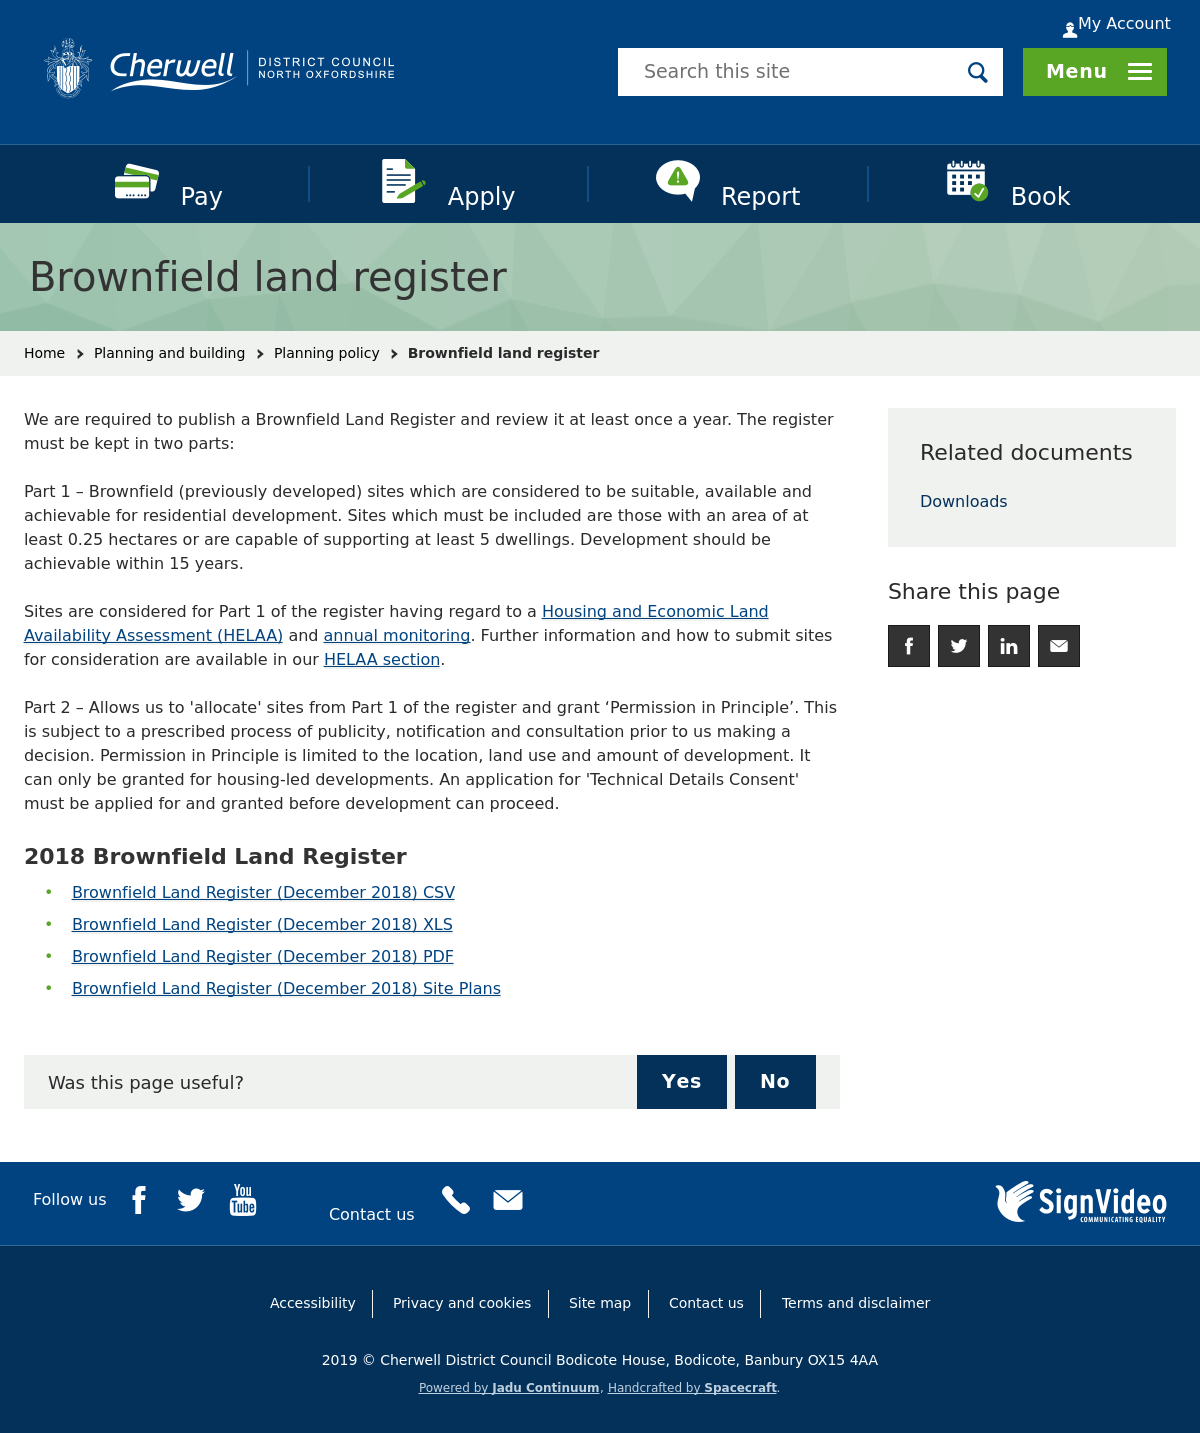 My Account
Cherwell
DISTRICT COUNCIL
NORTH OXFORDSHIRE
Search this site
Menu
Pay
Apply
Report
Book
Brownfield land register
Home
Planning and building
Planning policy
Brownfield land register
We are required to publish a Brownfield Land Register and review it at least once a year. The register
must be kept in two parts:
Part 1 – Brownfield (previously developed) sites which are considered to be suitable, available and
achievable for residential development. Sites which must be included are those with an area of at
least 0.25 hectares or are capable of supporting at least 5 dwellings. Development should be
achievable within 15 years.
Sites are considered for Part 1 of the register having regard to a Housing and Economic Land
Availability Assessment (HELAA) and annual monitoring. Further information and how to submit sites
for consideration are available in our HELAA section.
Part 2 – Allows us to 'allocate' sites from Part 1 of the register and grant ‘Permission in Principle’. This
is subject to a prescribed process of publicity, notification and consultation prior to us making a
decision. Permission in Principle is limited to the location, land use and amount of development. It
can only be granted for housing-led developments. An application for 'Technical Details Consent'
must be applied for and granted before development can proceed.
2018 Brownfield Land Register
• Brownfield Land Register (December 2018) CSV
• Brownfield Land Register (December 2018) XLS
• Brownfield Land Register (December 2018) PDF
• Brownfield Land Register (December 2018) Site Plans
Was this page useful?
Yes
No
Related documents
Downloads
Share this page
Follow us
You
Tube
Contact us
SignVideo
COMMUNICATING EQUALITY
Accessibility
Privacy and cookies
Site map
Contact us
Terms and disclaimer
2019 © Cherwell District Council Bodicote House, Bodicote, Banbury OX15 4AA
Powered by Jadu Continuum, Handcrafted by Spacecraft.